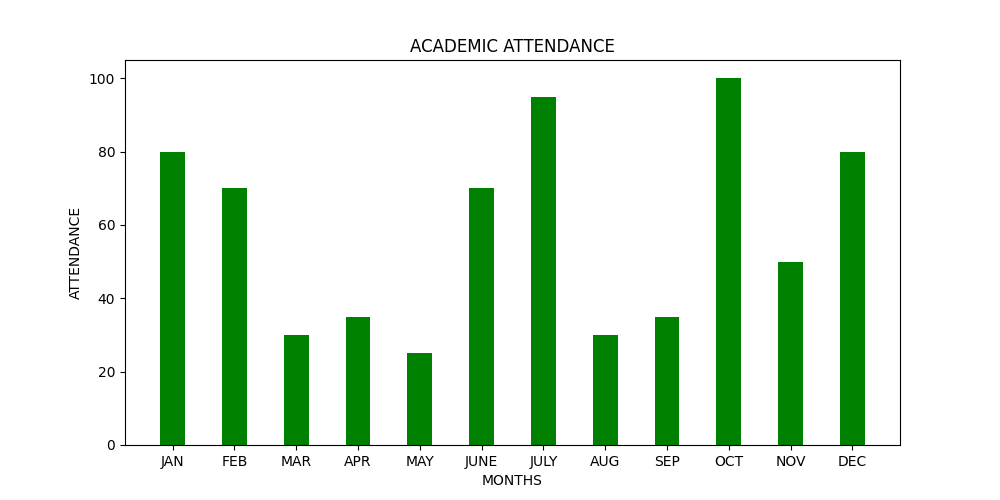 ACADEMIC ATTENDANCE
100
80
60
40
20
0
ATTENDANCE
JAN FEB MAR APR MAY JUNE JULY AUG SEP OCT NOV DEC
MONTHS